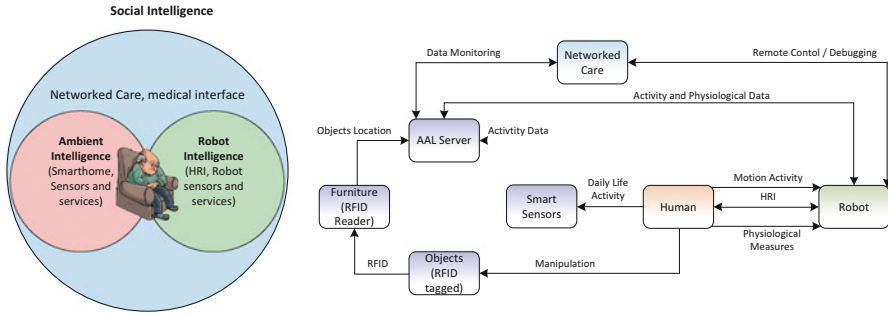 Social Intelligence
Networked Care, medical interface
Ambient
Intelligence
(Smarthome,
Sensors and
services)
Robot
Intelligence
(HRI, Robot
sensors and
services)
Data Monitoring
Networked
Care
Remote Contol / Debugging
Activity and Physiological Data
Objects Location
AAL Server
Activtity Data
Furniture
(RFID
Reader)
Smart
Sensors
Daily Life
Activity
Human
Motion Activity
HRI
Physiological
Measures
Robot
RFID
Objects
(RFID
tagged)
Manipulation